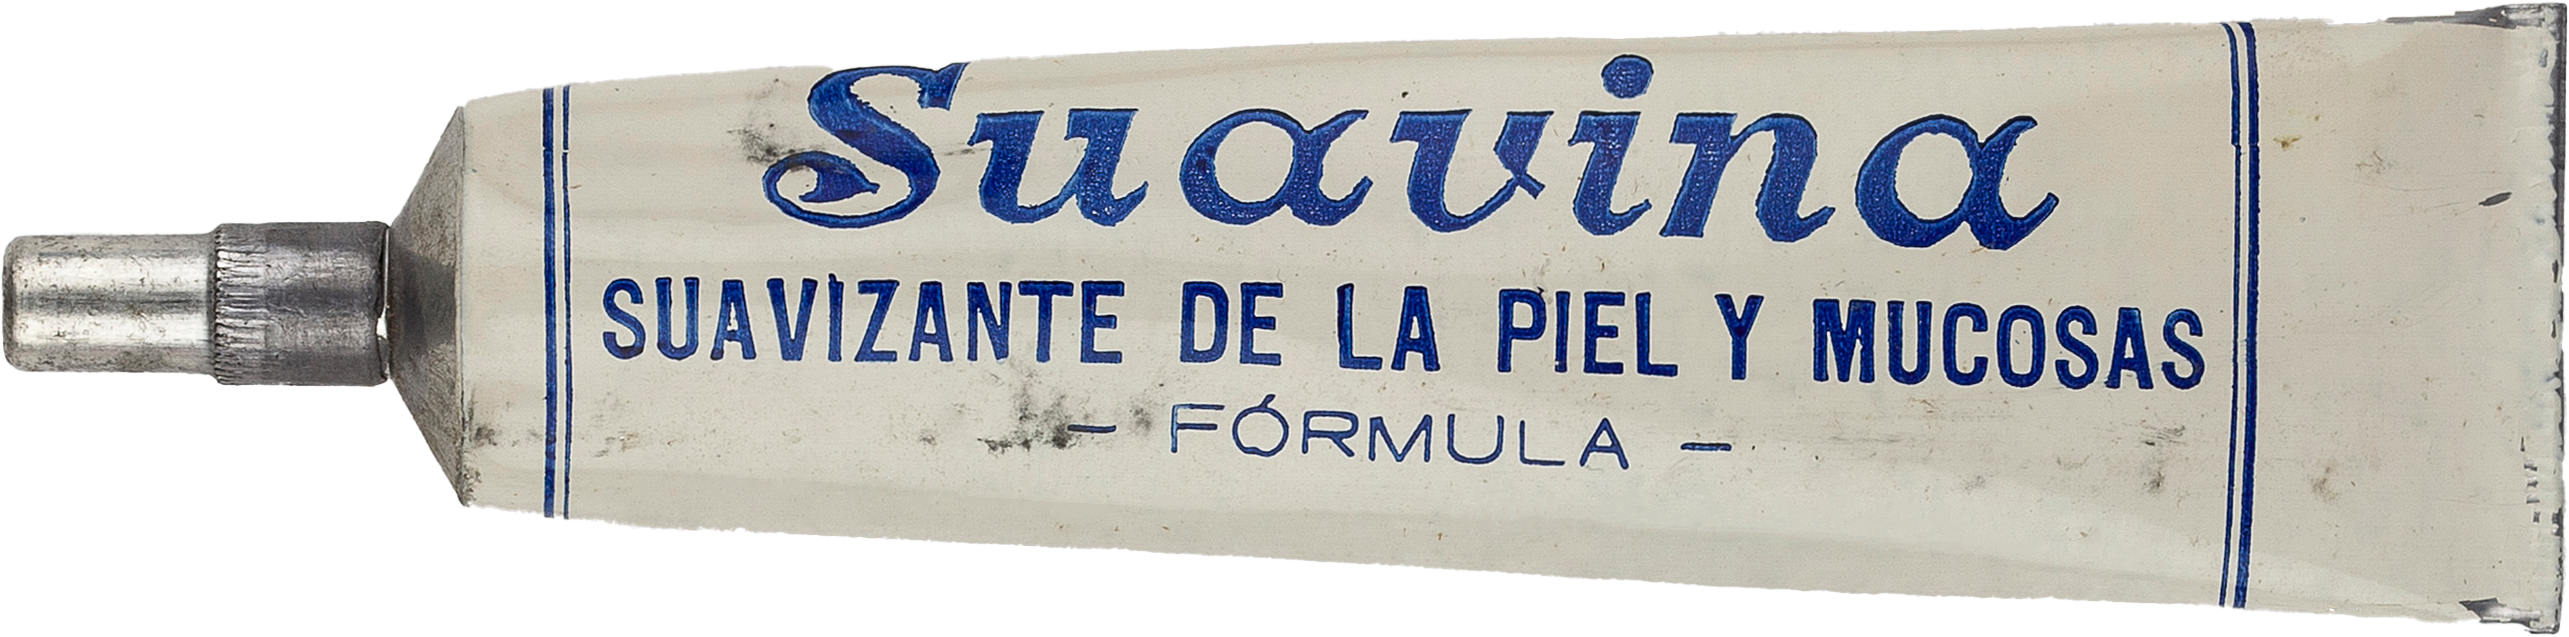 Suavina
SUAVIZANTE DE LA PIEL Y MUCOSAS
- FÓRMULA -